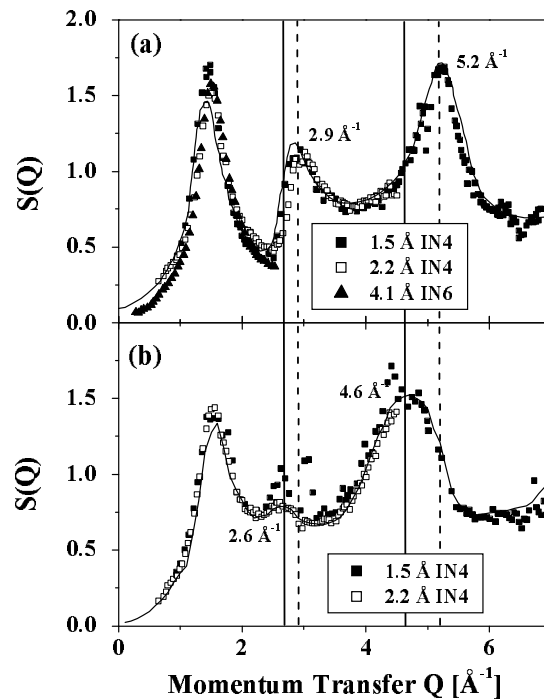 2.0
(a)
5.2 Å⁻¹
1.5
2.9 Å⁻¹
1.0
S(Q)
0.5
1.5 Å IN4
2.2 Å IN4
4.1 Å IN6
0.0
(b)
4.6 Å⁻¹
1.5
1.0
S(Q)
2.6 Å⁻¹
0.5
1.5 Å IN4
2.2 Å IN4
0.0
0 2 4 6
Momentum Transfer Q [Å⁻¹]